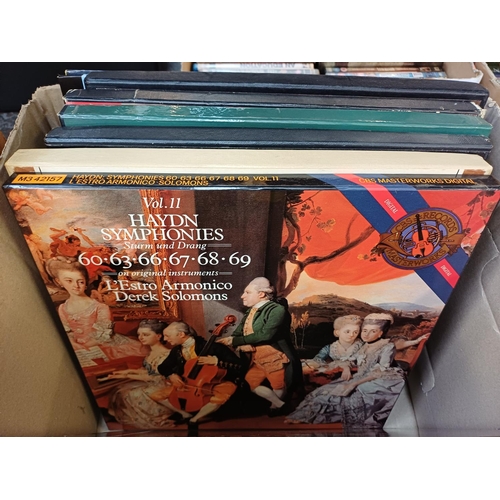 M3 42157 HAYDN: SYMPHONIES 60·63·66·67·68·69, VOL. 11 CBS MASTERWORKS DIGITAL
L'ESTRO ARMONICO SOLOMONS
Vol. 11
HAYDN
SYMPHONIES
Sturm und Drang
60·63·66·67·68·69
on original instruments
L'Estro Armonico
Derek Solomons
DIGITAL
DIGITAL